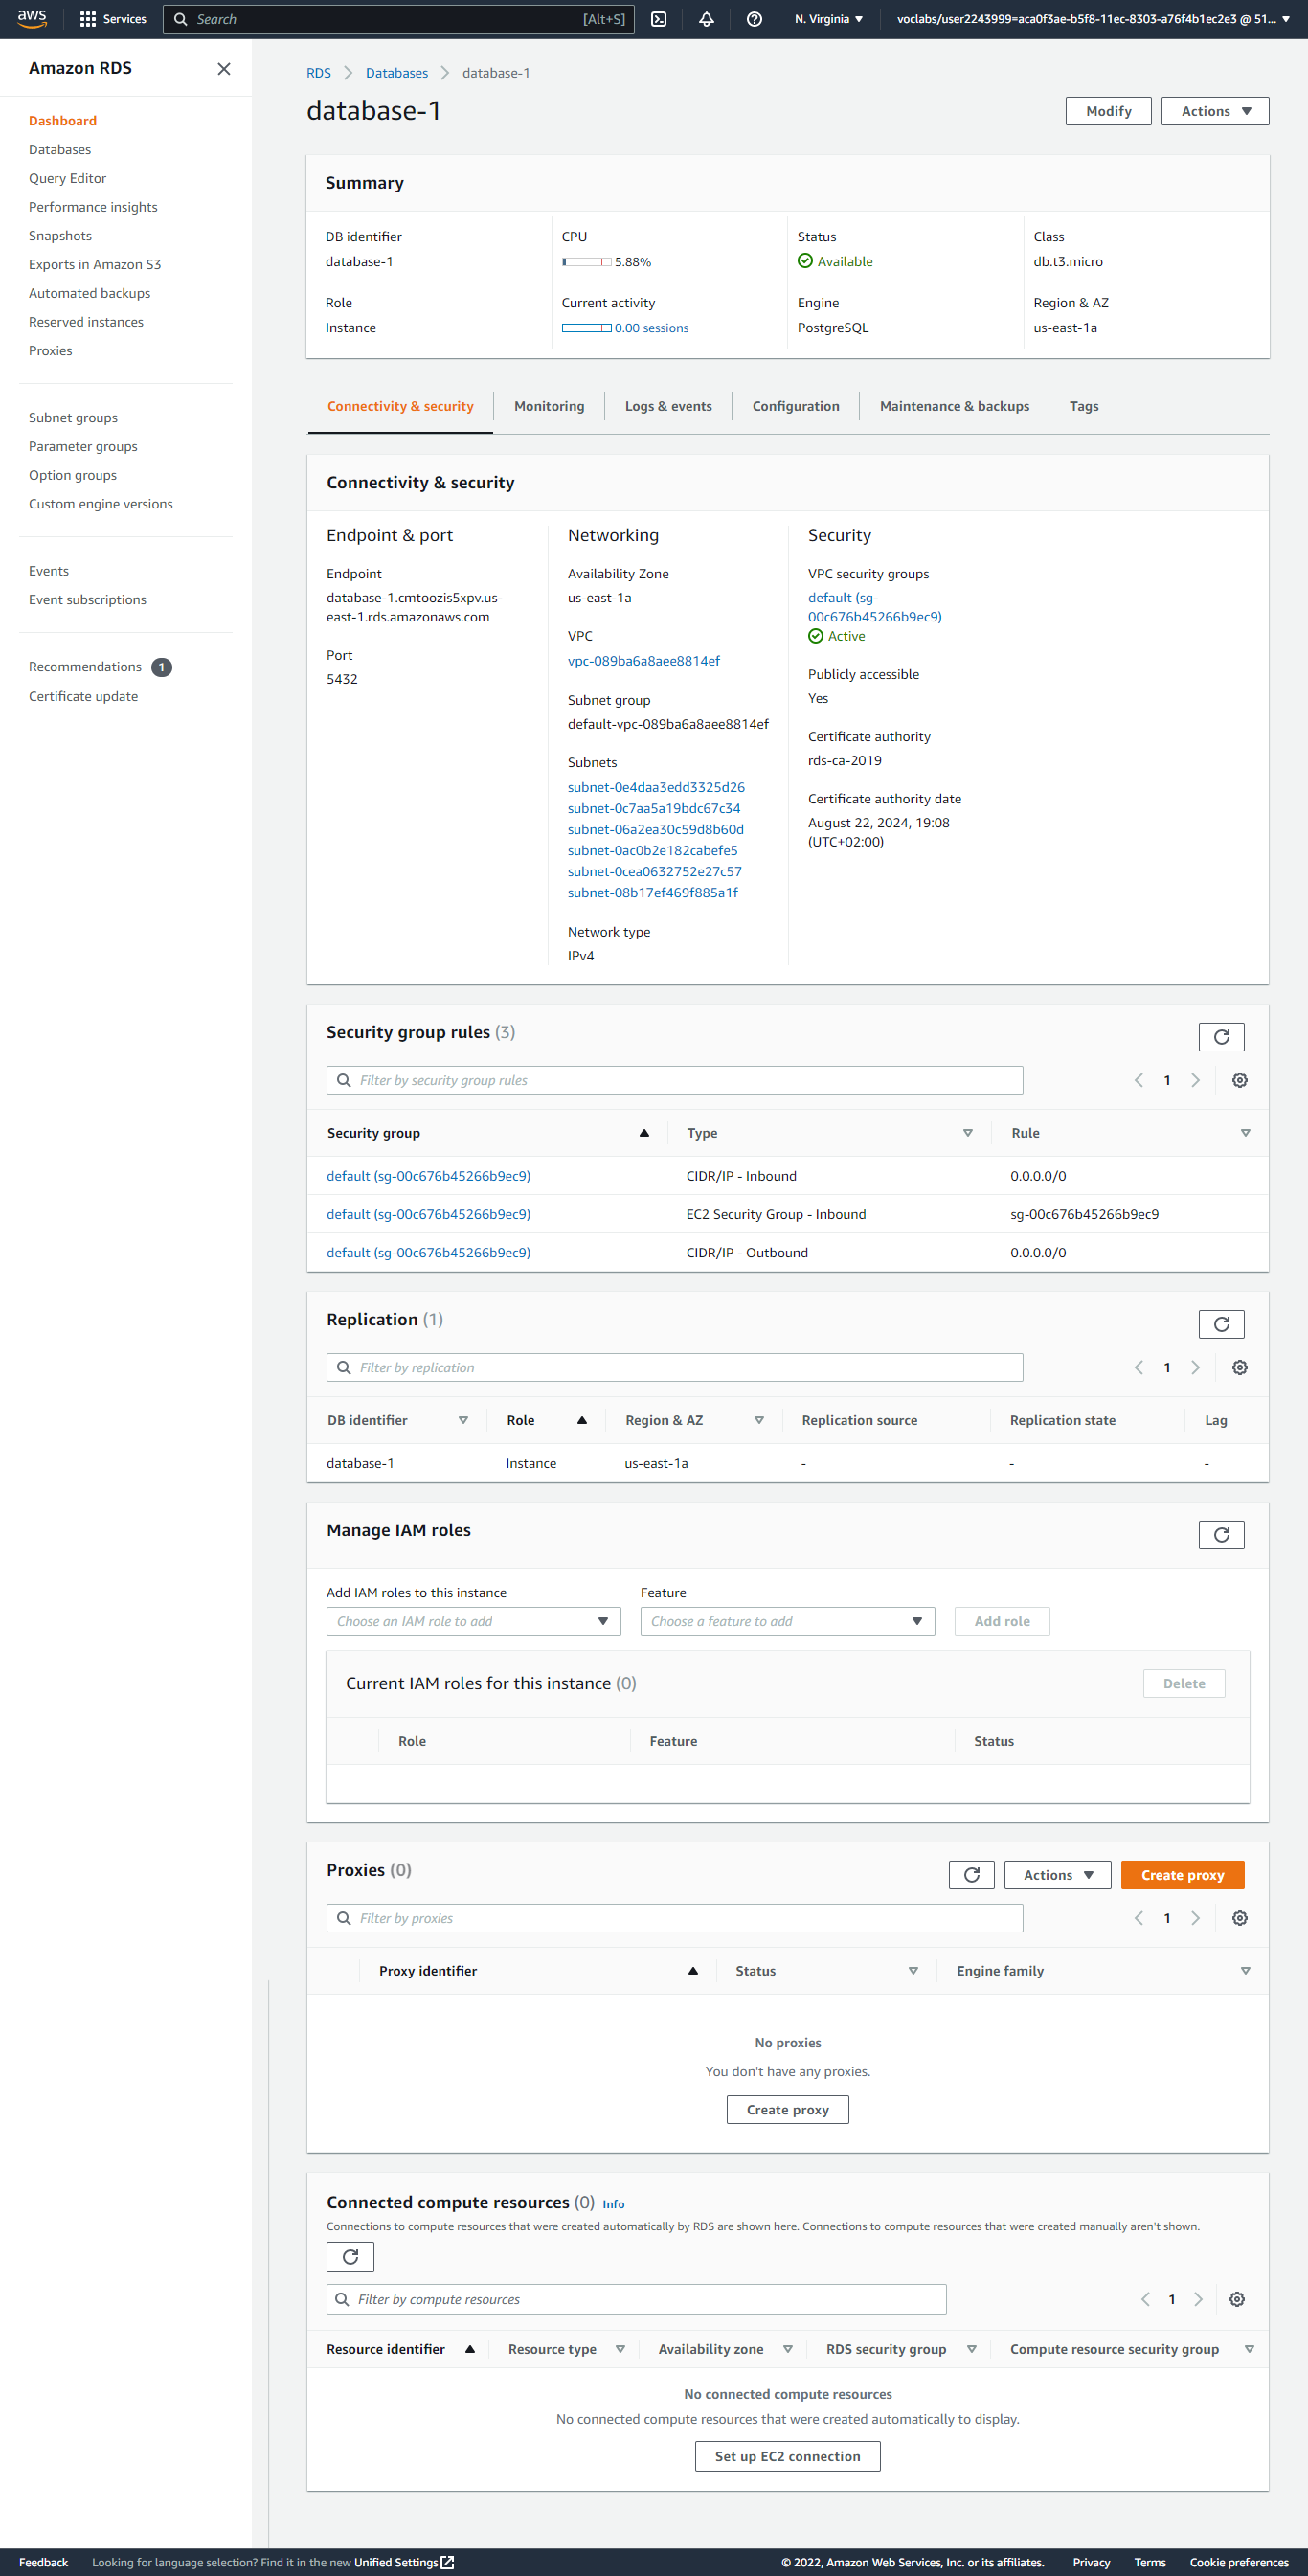 aws Services Search [Alt+S] N. Virginia voclabs/user2243999=aca0f3ae-b5f8-11ec-8303-a76f4b1ec2e3 @ 51...
Amazon RDS
Dashboard
Databases
Query Editor
Performance insights
Snapshots
Exports in Amazon S3
Automated backups
Reserved instances
Proxies
Subnet groups
Parameter groups
Option groups
Custom engine versions
Events
Event subscriptions
Recommendations 1
Certificate update
RDS Databases database-1
database-1
Modify Actions
Summary
DB identifier
database-1
Role
Instance
CPU
5.88%
Current activity
0.00 sessions
Status
Available
Engine
PostgreSQL
Class
db.t3.micro
Region & AZ
us-east-1a
Connectivity & security Monitoring Logs & events Configuration Maintenance & backups Tags
Connectivity & security
Endpoint & port
Endpoint
database-1.cmtoozis5xpv.us-
east-1.rds.amazonaws.com
Port
5432
Networking
Availability Zone
us-east-1a
VPC
vpc-089ba6a8aee8814ef
Subnet group
default-vpc-089ba6a8aee8814ef
Subnets
subnet-0e4daa3edd3325d26
subnet-0c7aa5a19bdc67c34
subnet-06a2ea30c59d8b60d
subnet-0ac0b2e182cabefe5
subnet-0cea0632752e27c57
subnet-08b17ef469f885a1f
Network type
IPv4
Security
VPC security groups
default (sg-
00c676b45266b9ec9)
Active
Publicly accessible
Yes
Certificate authority
rds-ca-2019
Certificate authority date
August 22, 2024, 19:08
(UTC+02:00)
Security group rules (3)
Filter by security group rules 1
Security group Type Rule
default (sg-00c676b45266b9ec9) CIDR/IP - Inbound 0.0.0.0/0
default (sg-00c676b45266b9ec9) EC2 Security Group - Inbound sg-00c676b45266b9ec9
default (sg-00c676b45266b9ec9) CIDR/IP - Outbound 0.0.0.0/0
Replication (1)
Filter by replication 1
DB identifier Role Region & AZ Replication source Replication state Lag
database-1 Instance us-east-1a - - -
Manage IAM roles
Add IAM roles to this instance Feature
Choose an IAM role to add Choose a feature to add Add role
Current IAM roles for this instance (0) Delete
Role Feature Status
Proxies (0) Actions Create proxy
Filter by proxies 1
Proxy identifier Status Engine family
No proxies
You don't have any proxies.
Create proxy
Connected compute resources (0) Info
Connections to compute resources that were created automatically by RDS are shown here. Connections to compute resources that were created manually aren't shown.
Filter by compute resources 1
Resource identifier Resource type Availability zone RDS security group Compute resource security group
No connected compute resources
No connected compute resources that were created automatically to display.
Set up EC2 connection
Feedback Looking for language selection? Find it in the new Unified Settings © 2022, Amazon Web Services, Inc. or its affiliates. Privacy Terms Cookie preferences